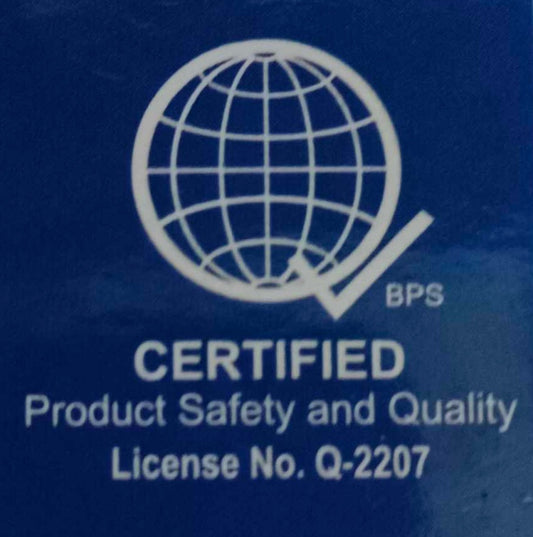 BPS
CERTIFIED
Product Safety and Quality
License No. Q-2207